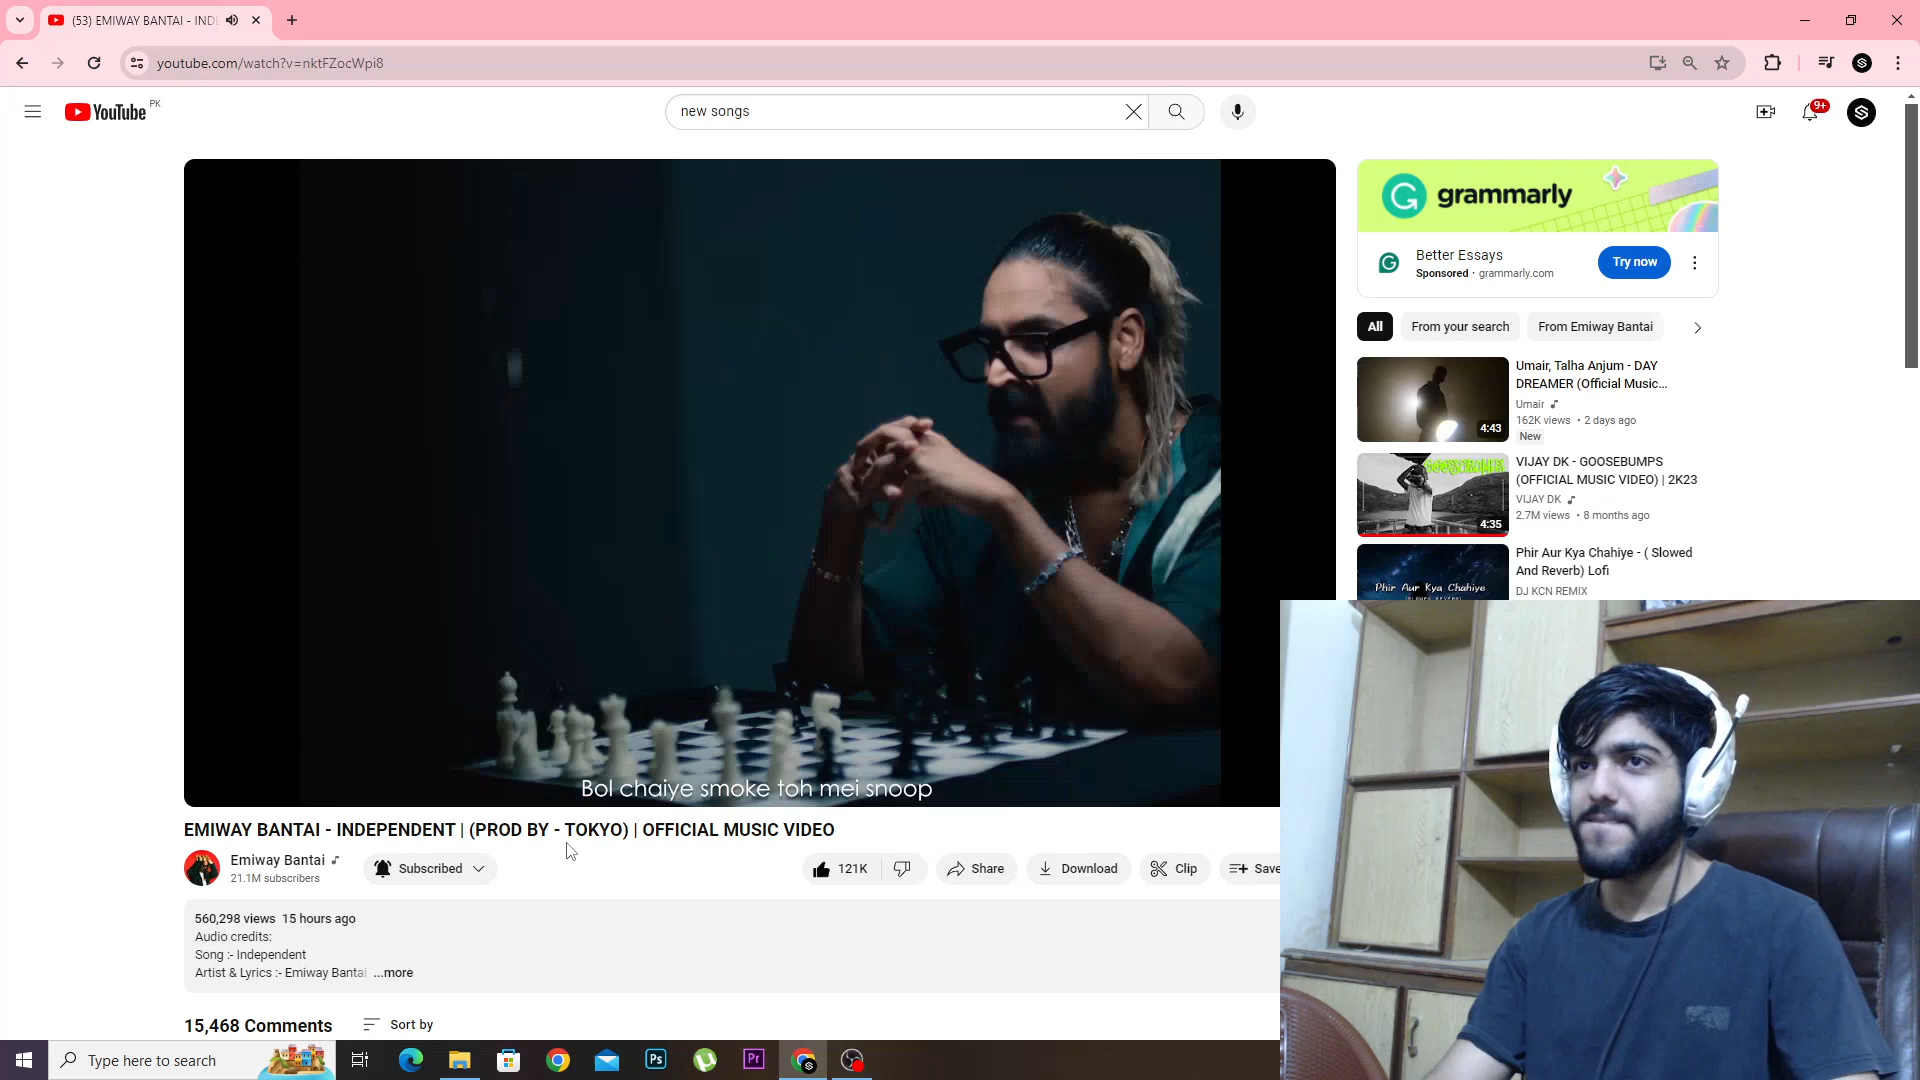 (53) EMIWAY BANTAI - IND
youtube.com/watch?v=nktFZocWpi8
YouTube PK
new songs
9+
grammarly
Better Essays
Sponsored · grammarly.com
Try now
All
From your search
From Emiway Bantai
Umair, Talha Anjum - DAY
DREAMER (Official Music...
Umair
162K views • 2 days ago
New
4:43
VIJAY DK - GOOSEBUMPS
(OFFICIAL MUSIC VIDEO) | 2K23
VIJAY DK
2.7M views • 8 months ago
GOOSEBUMPS
4:35
Phir Aur Kya Chahiye - ( Slowed
And Reverb) Lofi
DJ KCN REMIX
Phir Aur Kya Chahiye
Bol chaiye smoke toh mei snoop
EMIWAY BANTAI - INDEPENDENT | (PROD BY - TOKYO) | OFFICIAL MUSIC VIDEO
Emiway Bantai
21.1M subscribers
Subscribed
121K
Share
Download
Clip
Save
560,298 views 15 hours ago
Audio credits:
Song :- Independent
Artist & Lyrics :- Emiway Bantai ...more
15,468 Comments
Sort by
Type here to search
Ps
Pr